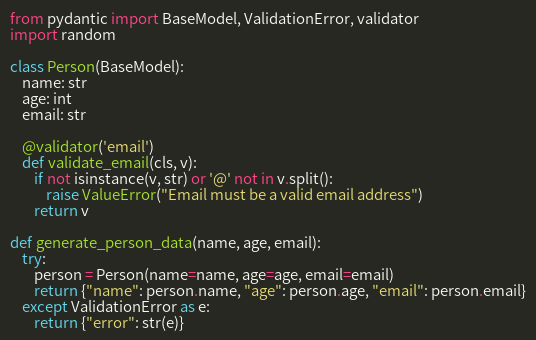 from pydantic import BaseModel, ValidationError, validator
import random

class Person(BaseModel):
    name: str
    age: int
    email: str

    @validator('email')
    def validate_email(cls, v):
        if not isinstance(v, str) or '@' not in v.split():
            raise ValueError("Email must be a valid email address")
        return v

def generate_person_data(name, age, email):
    try:
        person = Person(name=name, age=age, email=email)
        return {"name": person.name, "age": person.age, "email": person.email}
    except ValidationError as e:
        return {"error": str(e)}